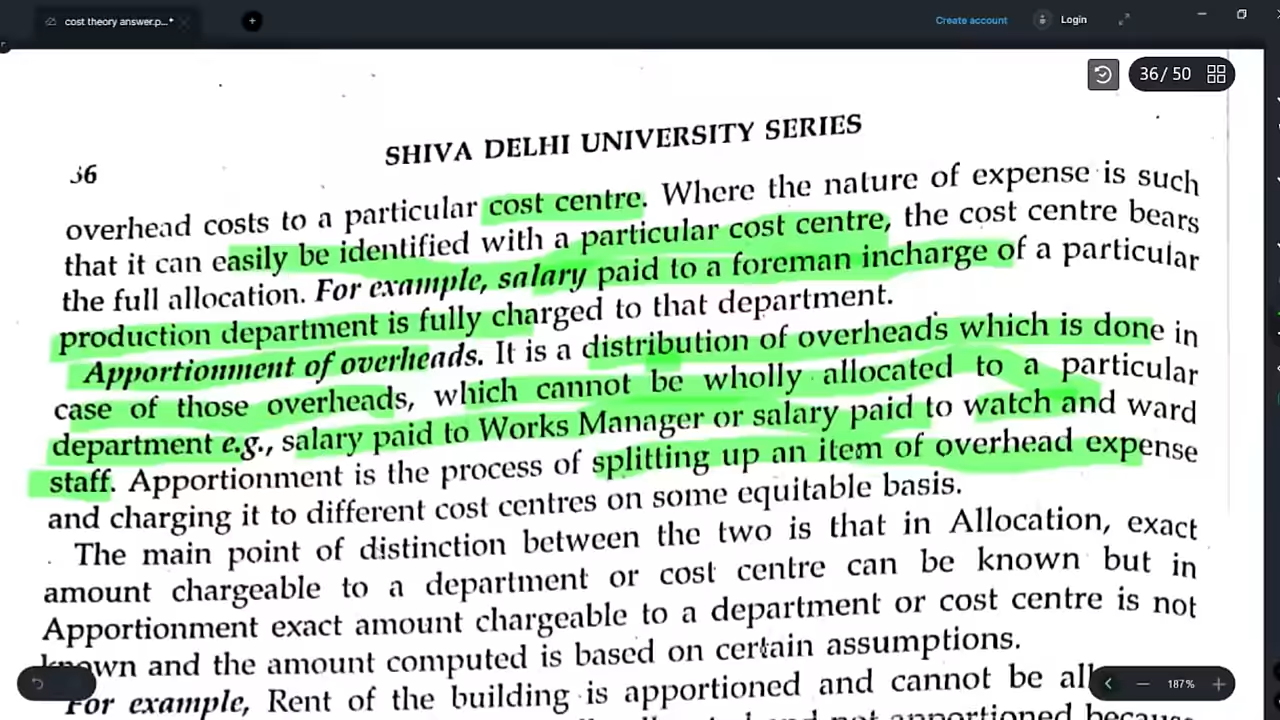 cost theory answer.p...*
+
Create account
Login
36 / 50
36
SHIVA DELHI UNIVERSITY SERIES
overhead costs to a particular cost centre. Where the nature of expense is such
that it can easily be identified with a particular cost centre, the cost centre bears
the full allocation. For example, salary paid to a foreman incharge of a particular
production department is fully charged to that department.
Apportionment of overheads. It is a distribution of overheads which is done in
case of those overheads, which cannot be wholly allocated to a particular
department e.g., salary paid to Works Manager or salary paid to watch and ward
staff. Apportionment is the process of splitting up an item of overhead expense
and charging it to different cost centres on some equitable basis.
The main point of distinction between the two is that in Allocation, exact
amount chargeable to a department or cost centre can be known but in
Apportionment exact amount chargeable to a department or cost centre is not
known and the amount computed is based on certain assumptions.
For example, Rent of the building is apportioned and cannot be
187%